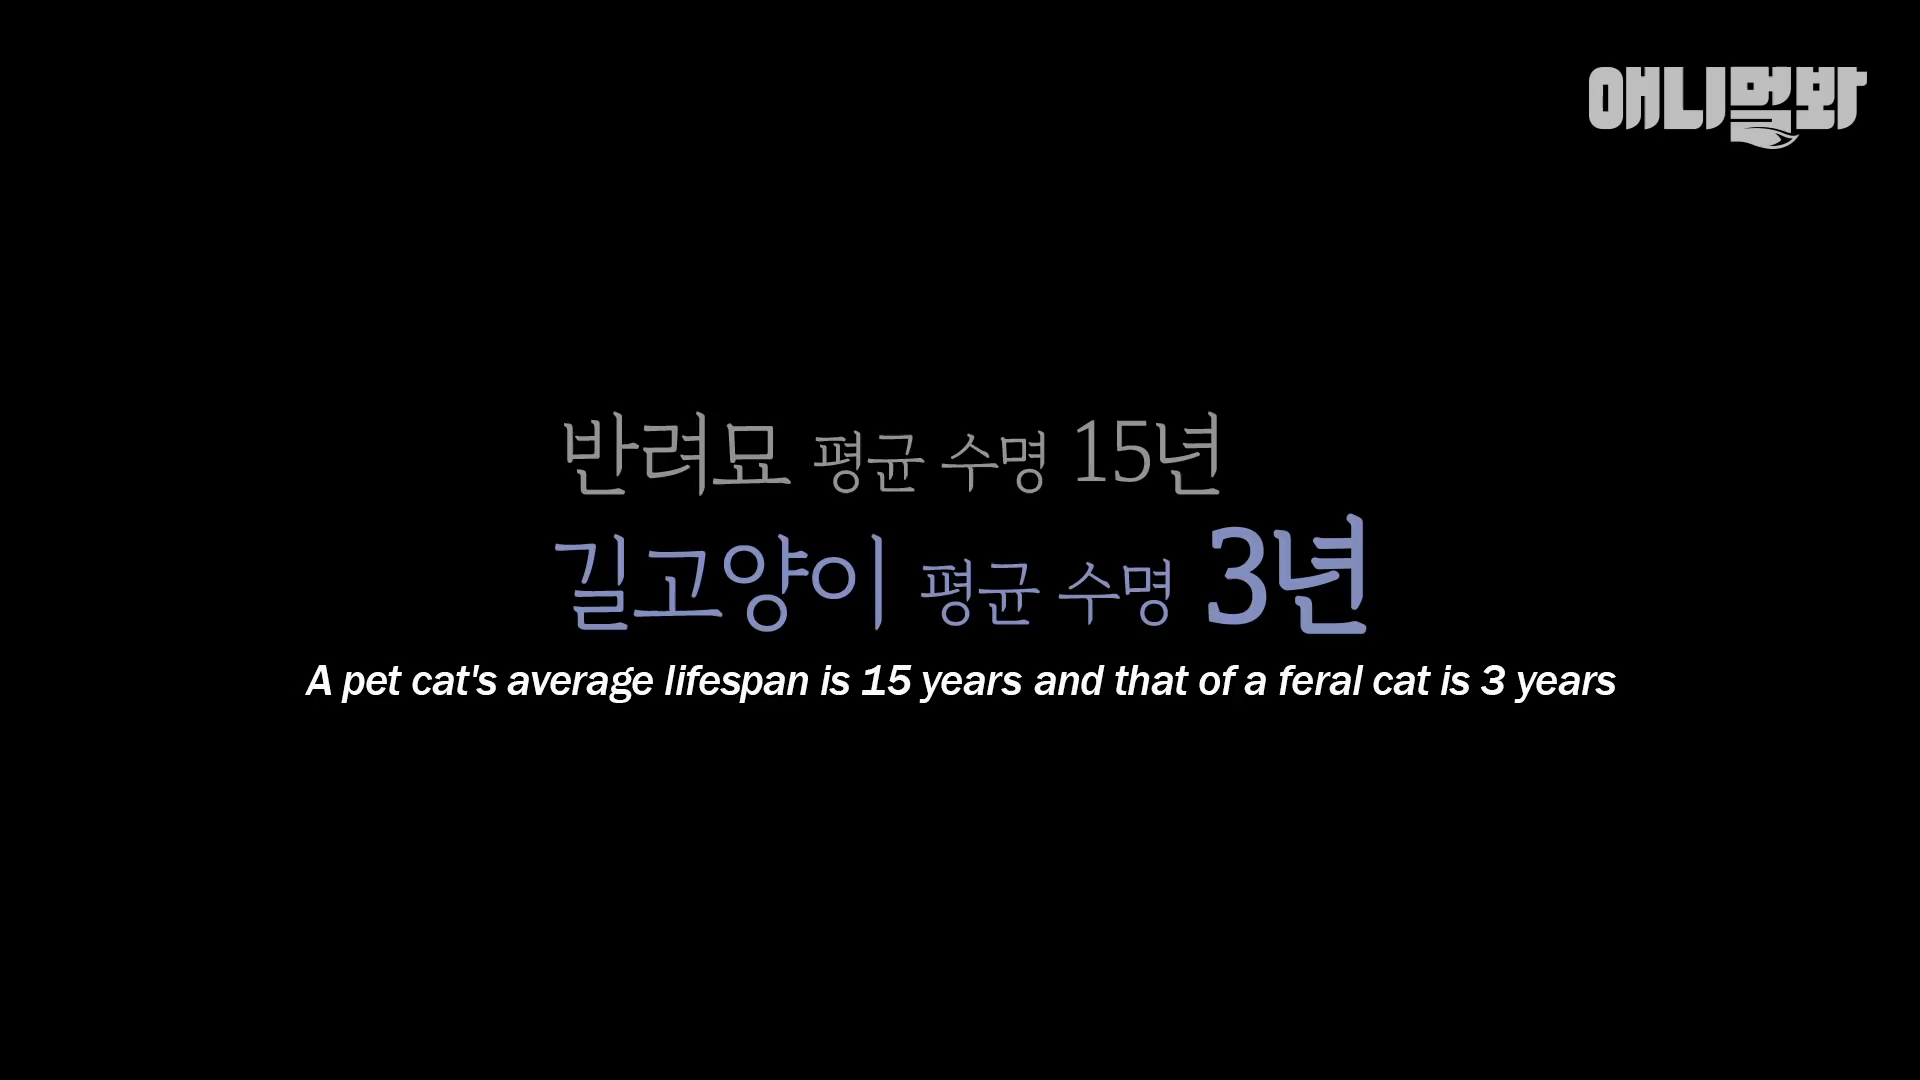 애니멀봐
반려묘 평균 수명 15년
길고양이 평균 수명 3년
A pet cat's average lifespan is 15 years and that of a feral cat is 3 years